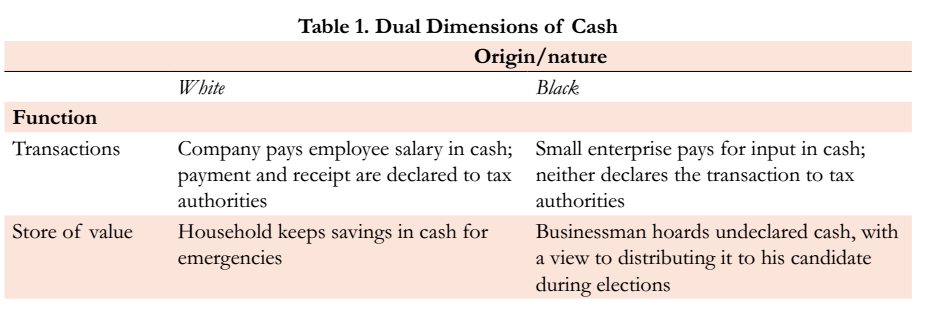 Table 1. Dual Dimensions of Cash
Origin/nature
White Black
Function
Transactions Company pays employee salary in cash; Small enterprise pays for input in cash;
payment and receipt are declared to tax neither declares the transaction to tax
authorities authorities
Store of value Household keeps savings in cash for Businessman hoards undeclared cash, with
emergencies a view to distributing it to his candidate
during elections